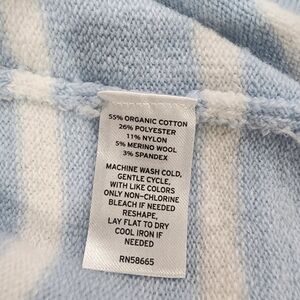 55% ORGANIC COTTON
26% POLYESTER
11% NYLON
5% MERINO WOOL
3% SPANDEX
MACHINE WASH COLD,
GENTLE CYCLE,
WITH LIKE COLORS
ONLY NON-CHLORINE
BLEACH IF NEEDED
RESHAPE,
LAY FLAT TO DRY
COOL IRON IF
NEEDED
RN58665